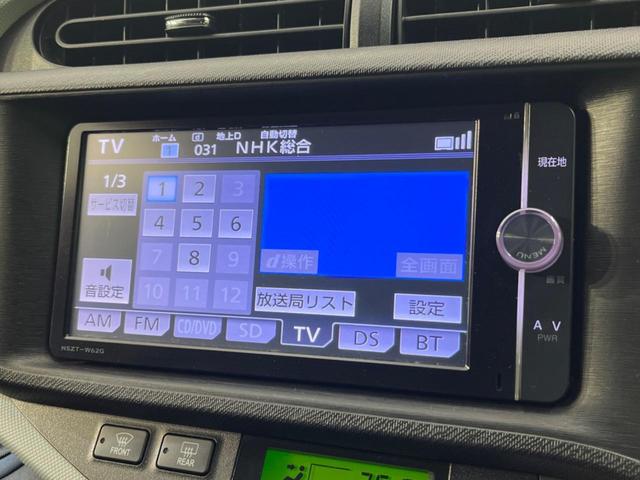 ホーム d 地上D 自動切替
TV 1 031 NHK総合
現在地
1/3 1 2 3
サービス切替
4 5 6
7 8 9
MENU
d操作 全画面
画質
音設定 10 11 12 放送局リスト 設定
AM FM CD/DVD SD TV DS BT
A V
PWR
NSZT-W62G
FRONT REAR